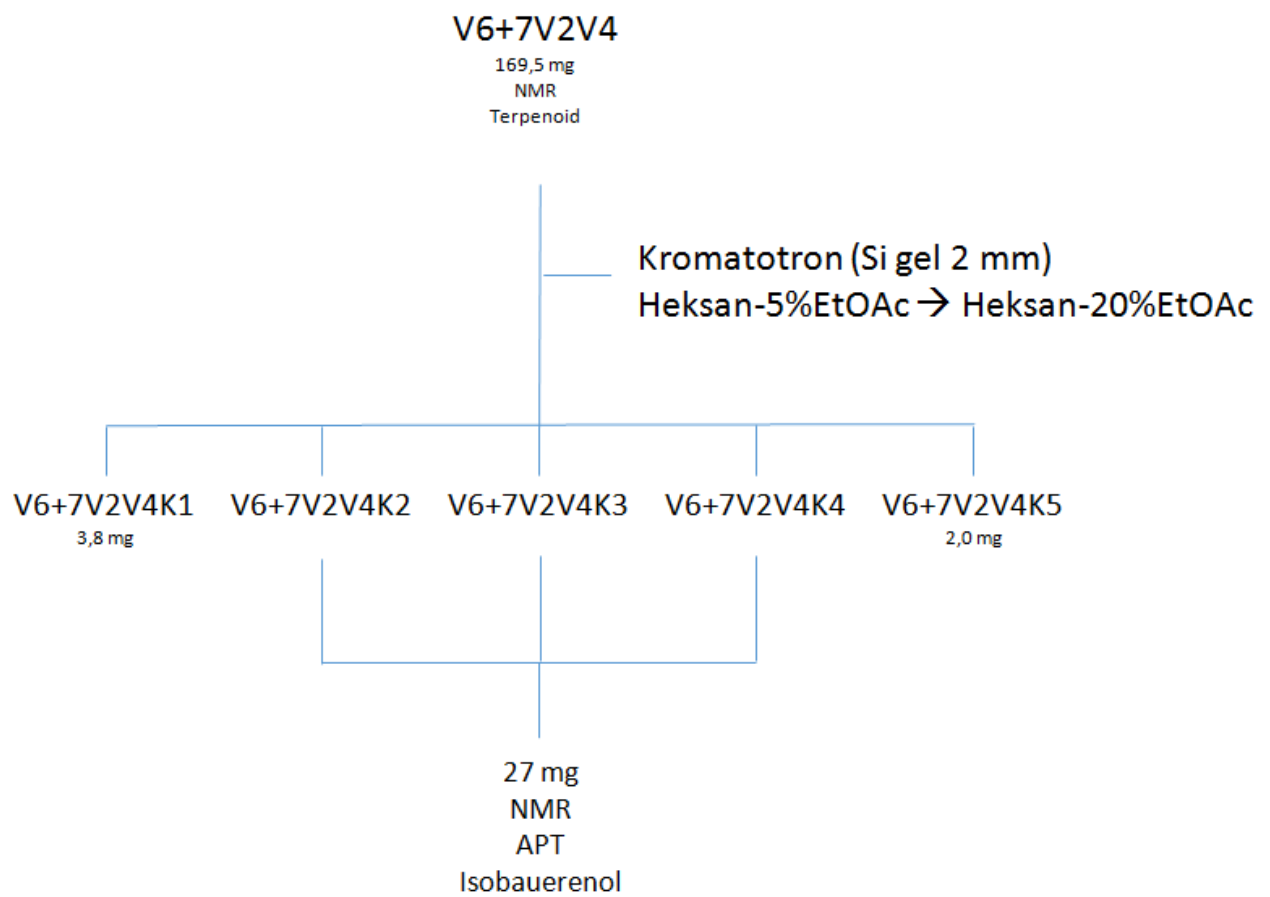 V6+7V2V4
169,5 mg
NMR
Terpenoid
Kromatotron (Si gel 2 mm)
Heksan-5%EtOAc → Heksan-20%EtOAc
V6+7V2V4K1 V6+7V2V4K2 V6+7V2V4K3 V6+7V2V4K4 V6+7V2V4K5
3,8 mg 2,0 mg
27 mg
NMR
APT
Isobauerenol